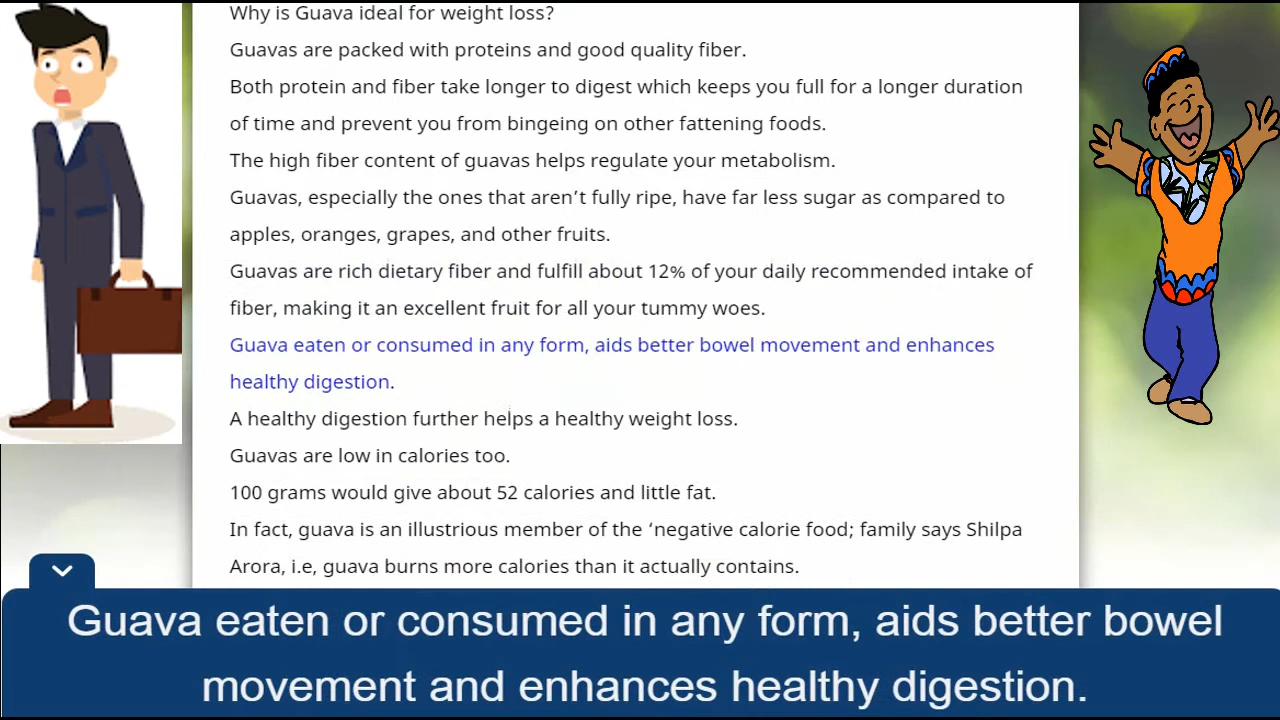 Why is Guava ideal for weight loss?
Guavas are packed with proteins and good quality fiber.
Both protein and fiber take longer to digest which keeps you full for a longer duration
of time and prevent you from bingeing on other fattening foods.
The high fiber content of guavas helps regulate your metabolism.
Guavas, especially the ones that aren’t fully ripe, have far less sugar as compared to
apples, oranges, grapes, and other fruits.
Guavas are rich dietary fiber and fulfill about 12% of your daily recommended intake of
fiber, making it an excellent fruit for all your tummy woes.
Guava eaten or consumed in any form, aids better bowel movement and enhances
healthy digestion.
A healthy digestion further helps a healthy weight loss.
Guavas are low in calories too.
100 grams would give about 52 calories and little fat.
In fact, guava is an illustrious member of the ‘negative calorie food; family says Shilpa
Arora, i.e, guava burns more calories than it actually contains.
Guava eaten or consumed in any form, aids better bowel
movement and enhances healthy digestion.